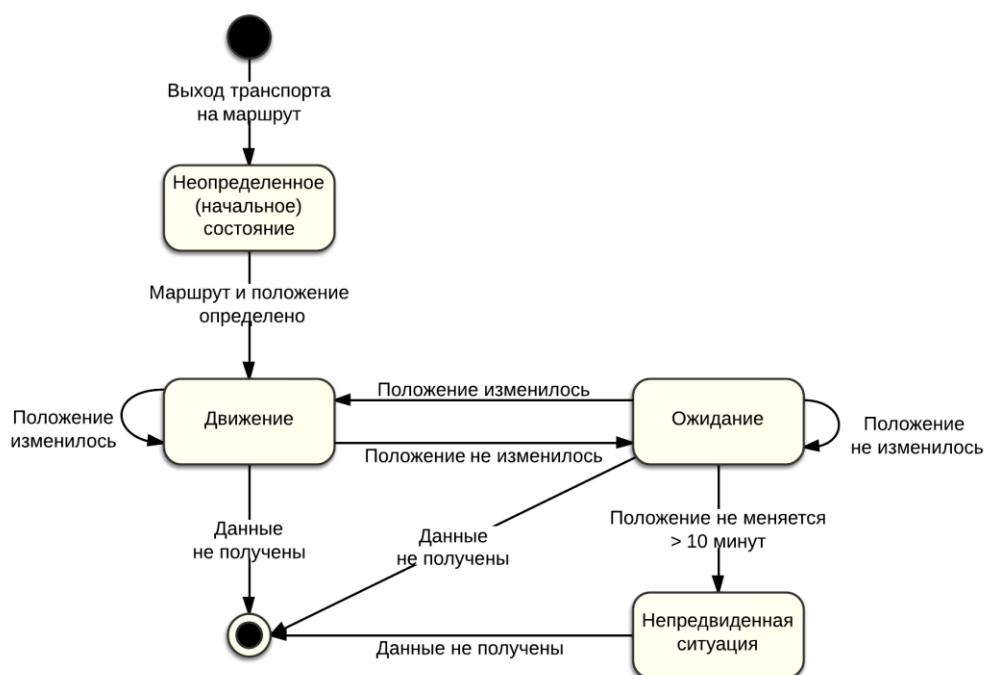 Выход транспорта
на маршрут
Неопределенное
(начальное)
состояние
Маршрут и положение
определено
Положение
изменилось
Движение
Положение изменилось
Положение не изменилось
Ожидание
Положение
не изменилось
Данные
не получены
Данные
не получены
Положение не меняется
> 10 минут
Непредвиденная
ситуация
Данные не получены